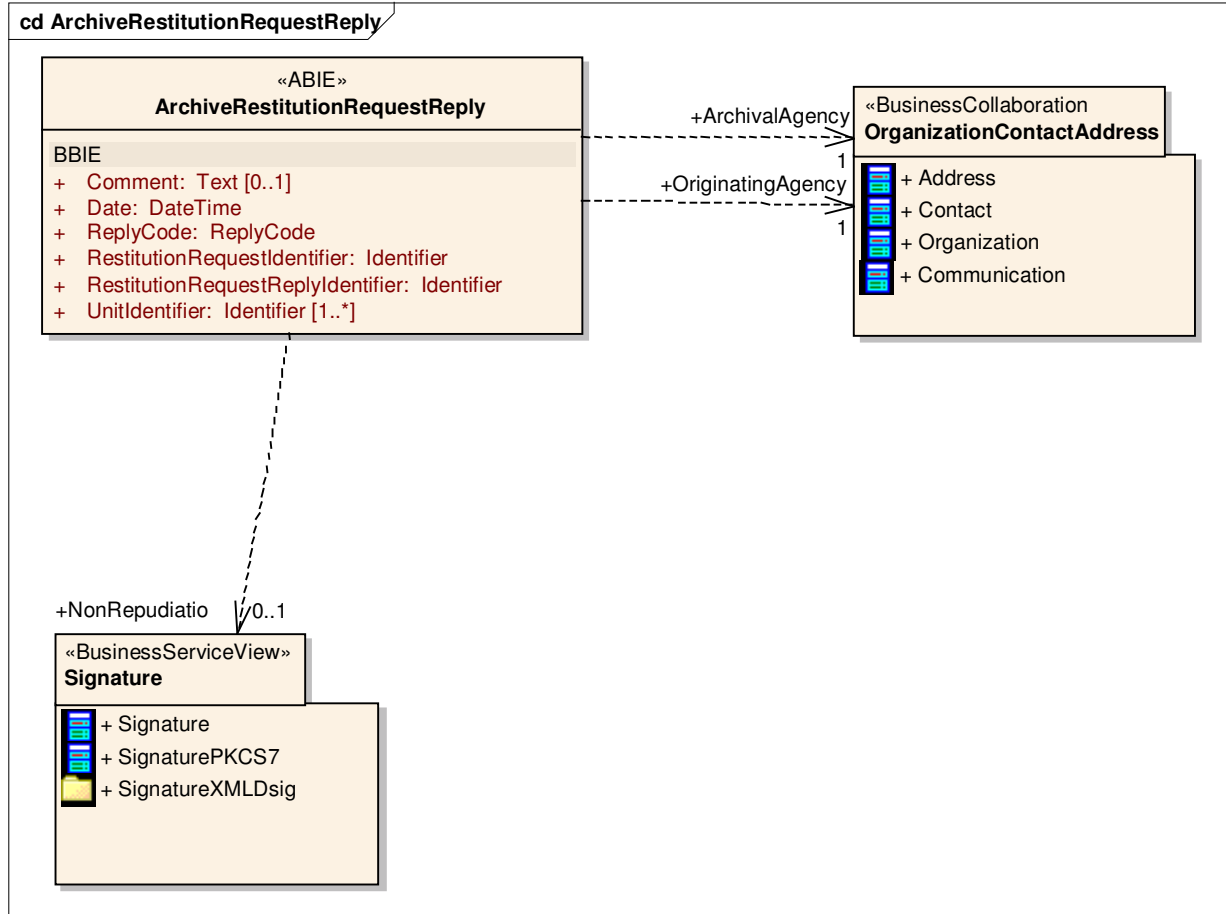 cd ArchiveRestitutionRequestReply
«ABIE»
ArchiveRestitutionRequestReply
BBIE
+ Comment: Text [0..1]
+ Date: DateTime
+ ReplyCode: ReplyCode
+ RestitutionRequestIdentifier: Identifier
+ RestitutionRequestReplyIdentifier: Identifier
+ UnitIdentifier: Identifier [1..*]
+ArchivalAgency
1
+OriginatingAgency
1
«BusinessCollaboration
OrganizationContactAddress
+ Address
+ Contact
+ Organization
+ Communication
+NonRepudiatio
0..1
«BusinessServiceView»
Signature
+ Signature
+ SignaturePKCS7
+ SignatureXMLDsig